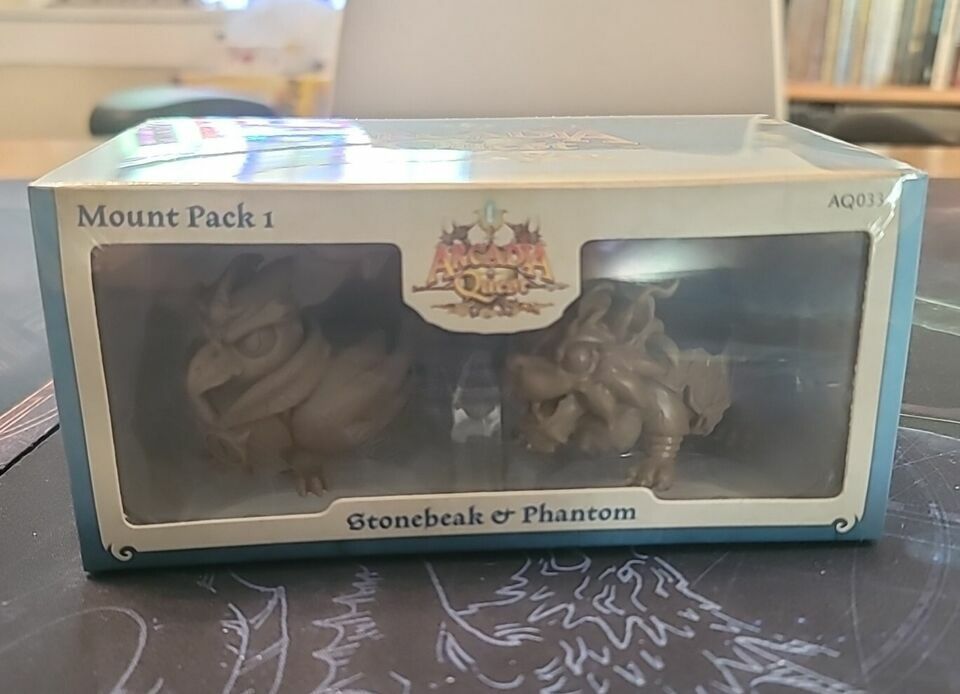 Mount Pack 1
AQ033
ARCADIA
Quest
Stonebeak & Phantom